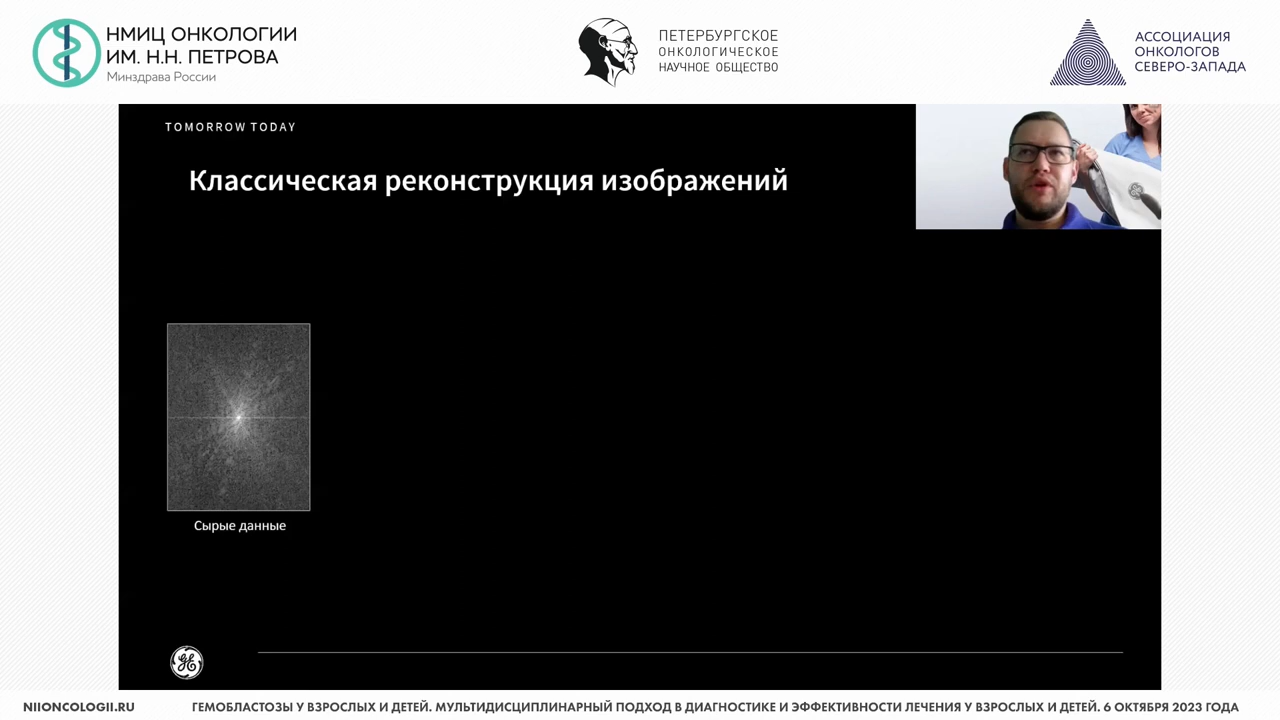 НМИЦ ОНКОЛОГИИ
ИМ. Н.Н. ПЕТРОВА
Минздрава России
ПЕТЕРБУРГСКОЕ
ОНКОЛОГИЧЕСКОЕ
НАУЧНОЕ ОБЩЕСТВО
АССОЦИАЦИЯ
ОНКОЛОГОВ
СЕВЕРО-ЗАПАДА
TOMORROW TODAY
Классическая реконструкция изображений
Сырые данные
GE
NIIONCOLOGII.RU
ГЕМОБЛАСТОЗЫ У ВЗРОСЛЫХ И ДЕТЕЙ. МУЛЬТИДИСЦИПЛИНАРНЫЙ ПОДХОД В ДИАГНОСТИКЕ И ЭФФЕКТИВНОСТИ ЛЕЧЕНИЯ У ВЗРОСЛЫХ И ДЕТЕЙ. 6 ОКТЯБРЯ 2023 ГОДА